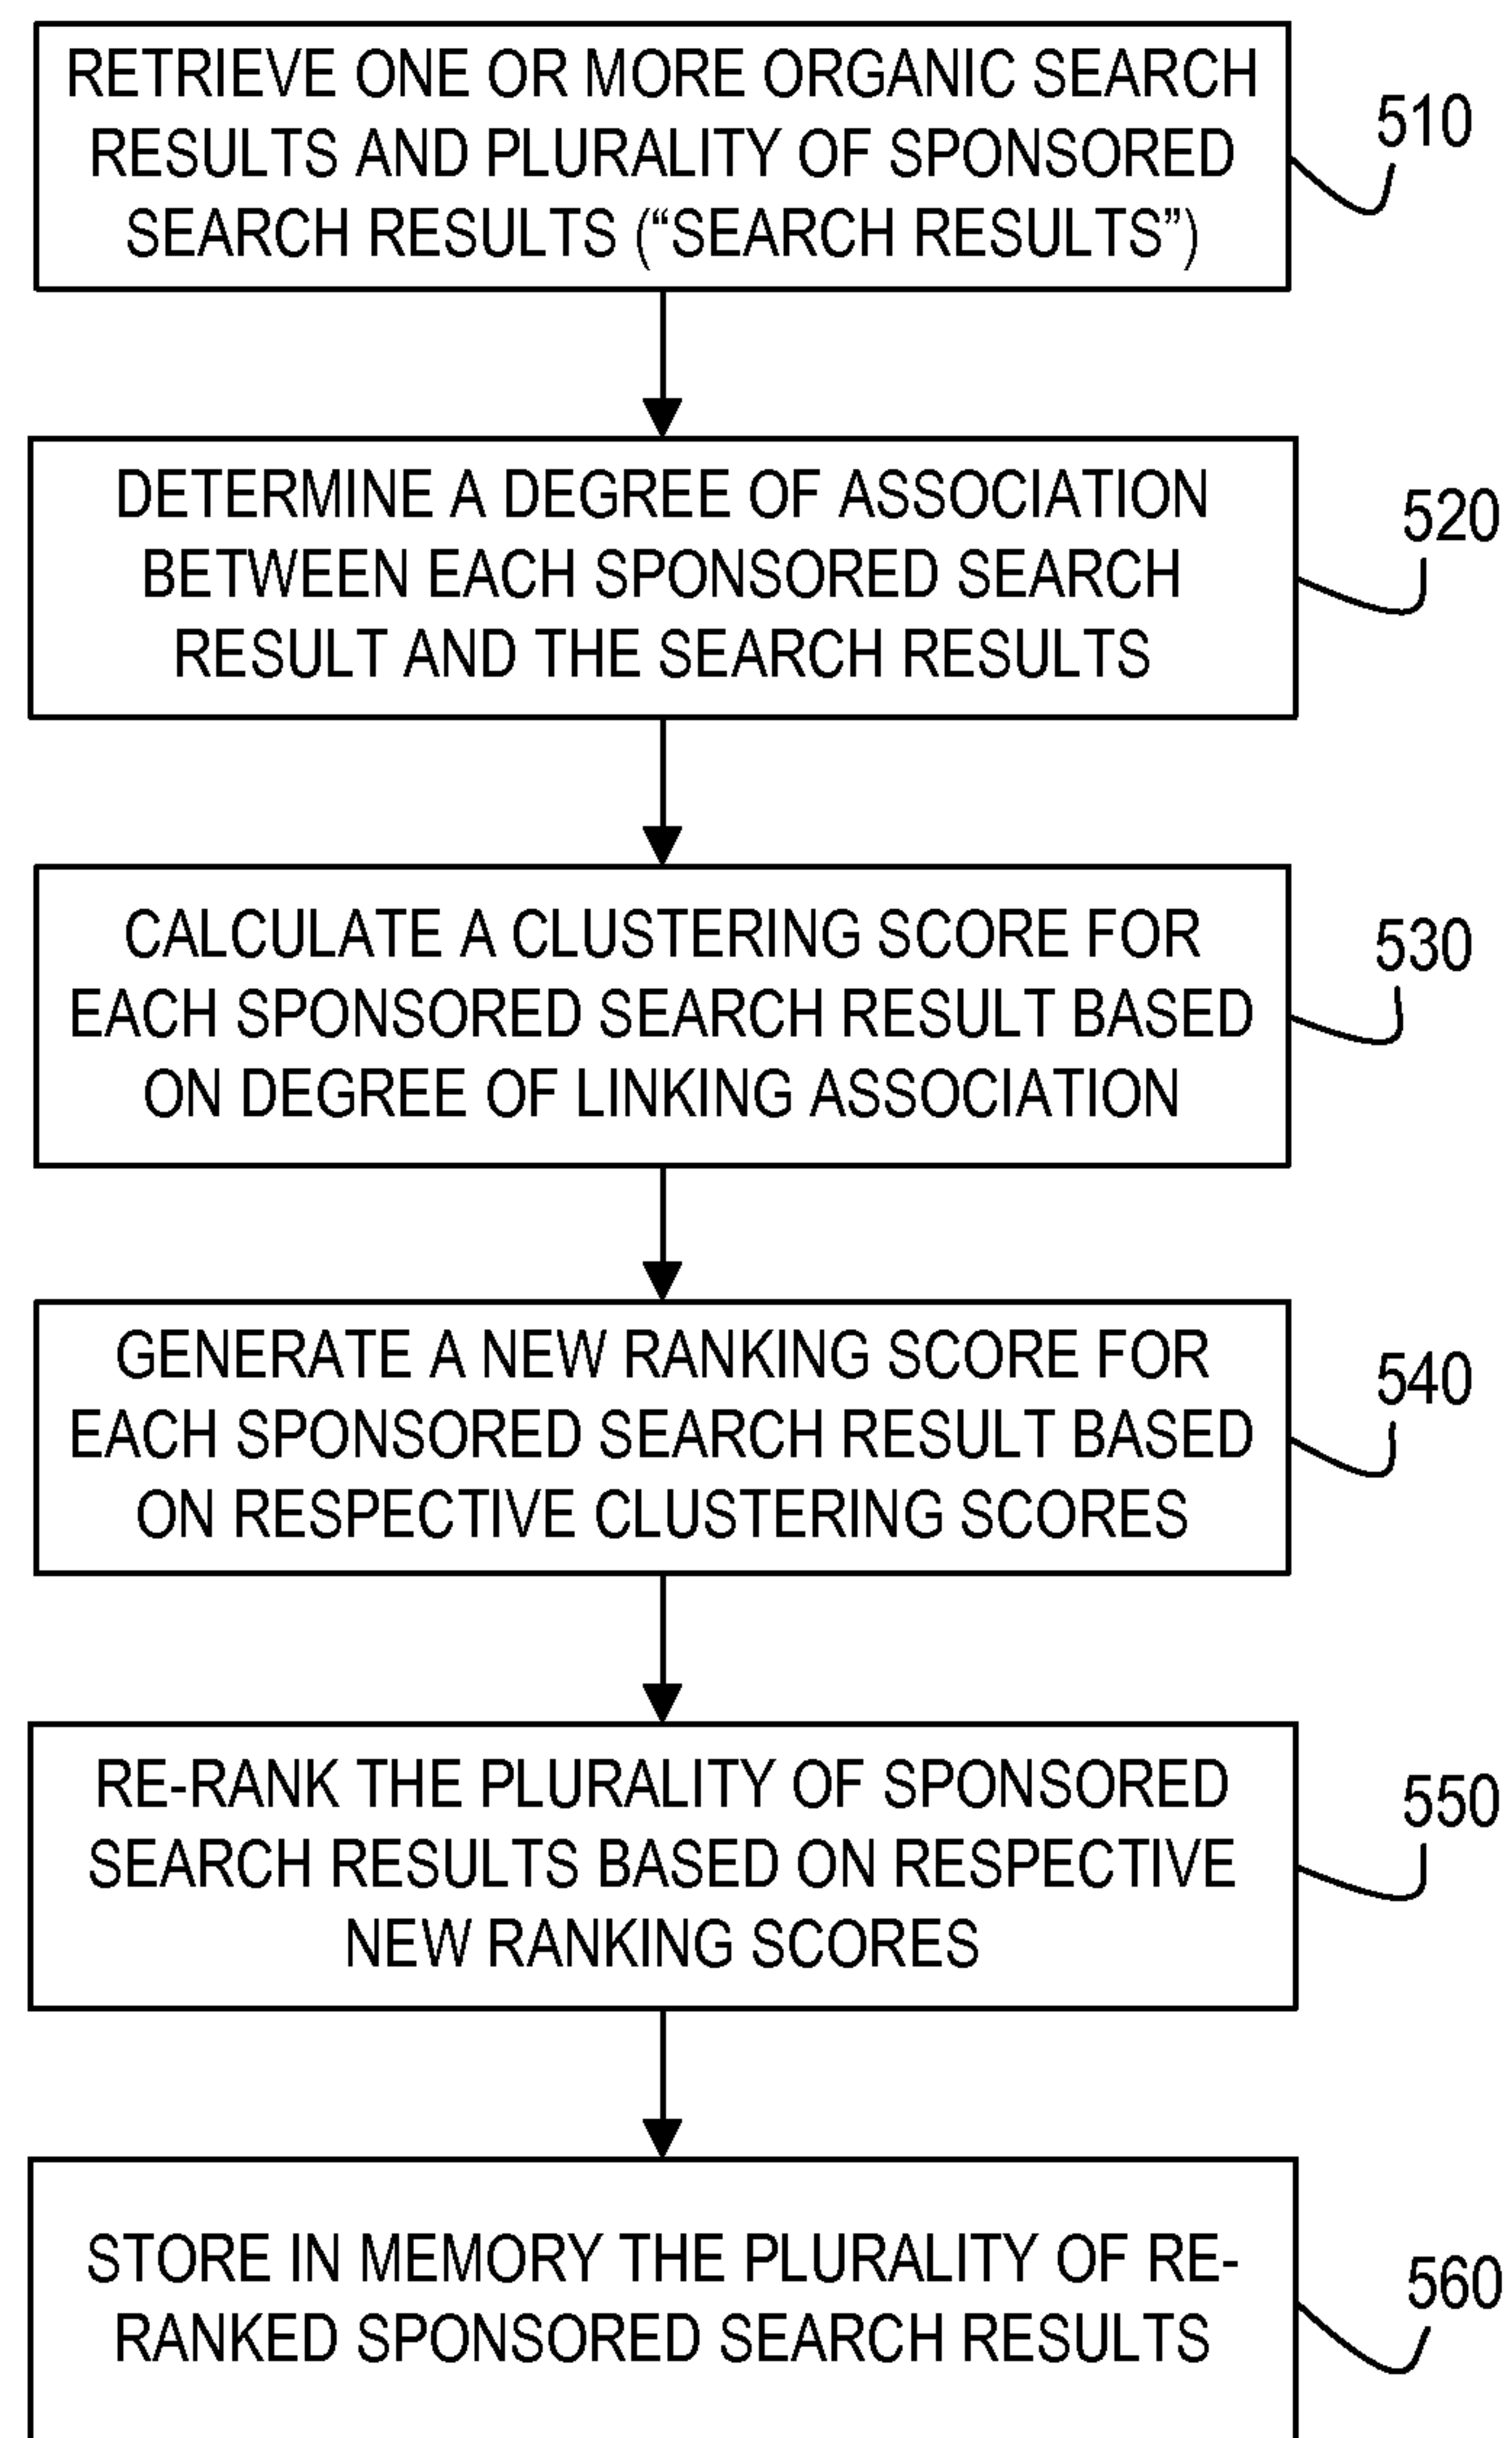 RETRIEVE ONE OR MORE ORGANIC SEARCH
RESULTS AND PLURALITY OF SPONSORED
SEARCH RESULTS (“SEARCH RESULTS”)
510
DETERMINE A DEGREE OF ASSOCIATION
BETWEEN EACH SPONSORED SEARCH
RESULT AND THE SEARCH RESULTS
520
CALCULATE A CLUSTERING SCORE FOR
EACH SPONSORED SEARCH RESULT BASED
ON DEGREE OF LINKING ASSOCIATION
530
GENERATE A NEW RANKING SCORE FOR
EACH SPONSORED SEARCH RESULT BASED
ON RESPECTIVE CLUSTERING SCORES
540
RE-RANK THE PLURALITY OF SPONSORED
SEARCH RESULTS BASED ON RESPECTIVE
NEW RANKING SCORES
550
STORE IN MEMORY THE PLURALITY OF RE-
RANKED SPONSORED SEARCH RESULTS
560